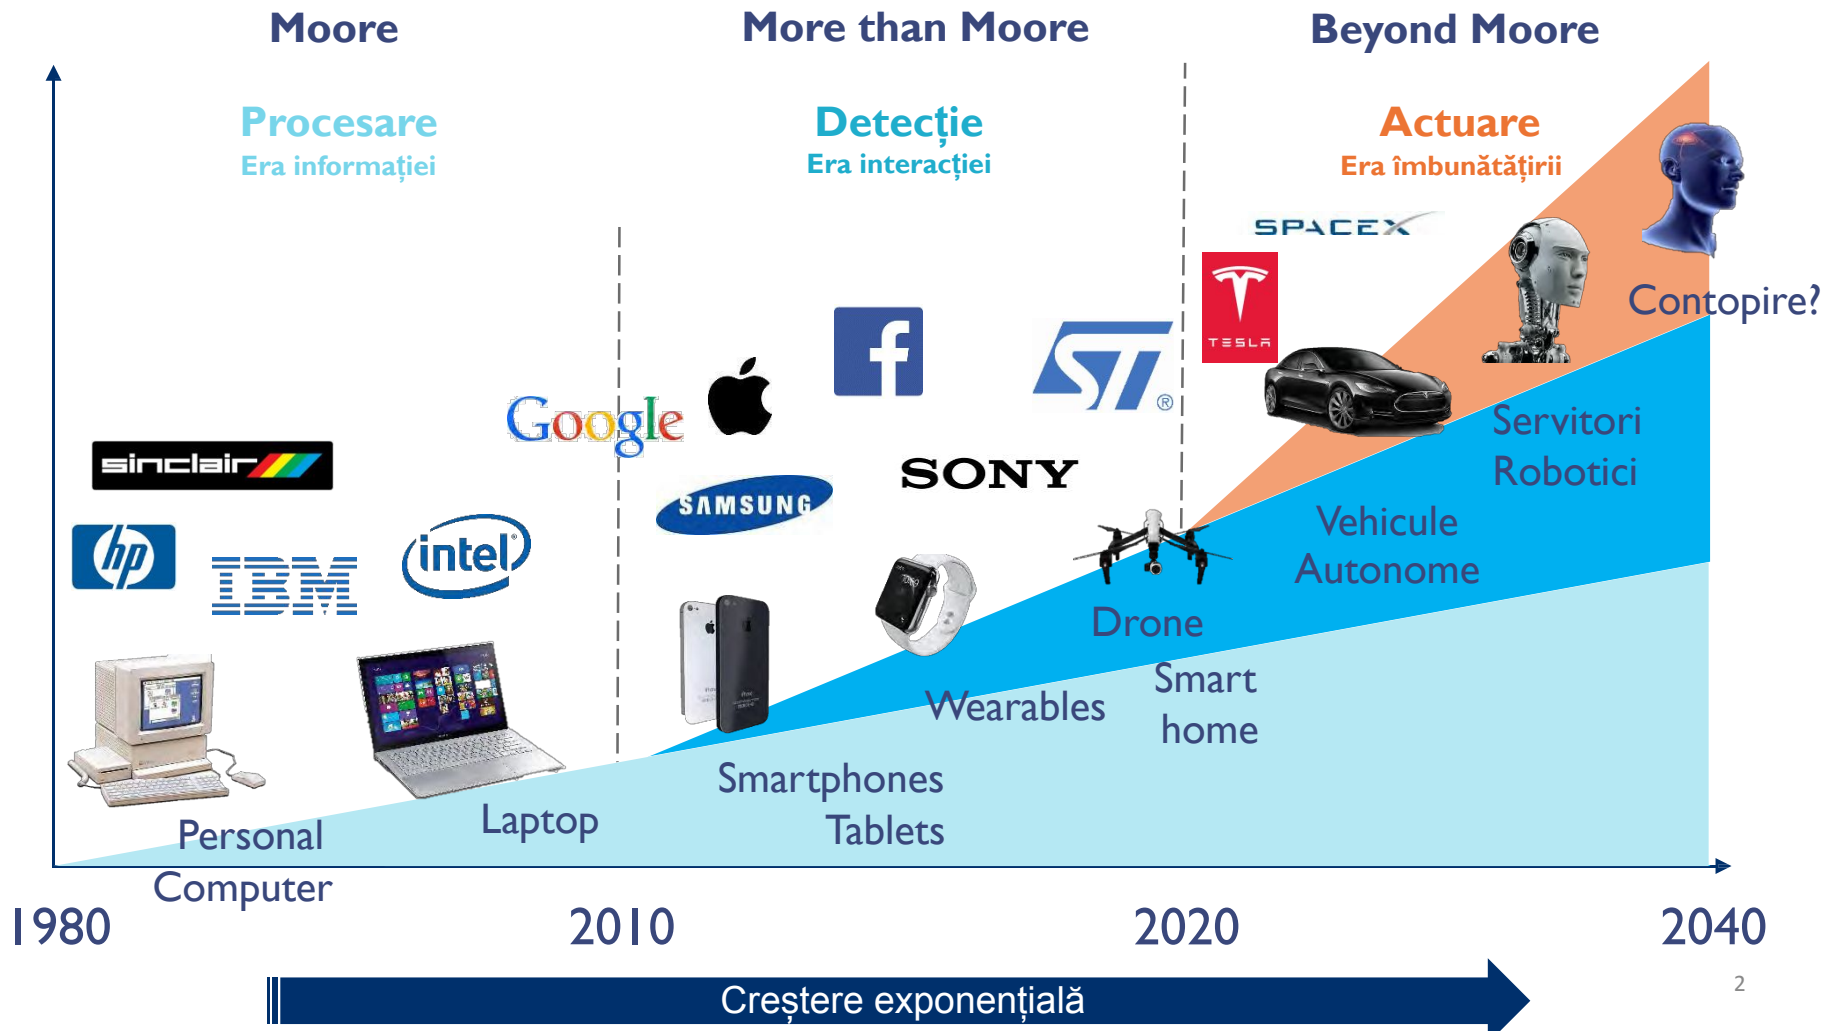 Moore
More than Moore
Beyond Moore
Procesare
Era informației
Detecție
Era interacției
Actuare
Era îmbunătățirii
SPACEX
TESLA
Contopire?
Google
sinclair
SAMSUNG
SONY
ST®
hp
IBM
intel
Servitori
Robotici
Vehicule
Autonome
Drone
Smart
home
Wearables
Smartphones
Tablets
Laptop
Personal
Computer
1980
2010
2020
2040
Creștere exponențială
2